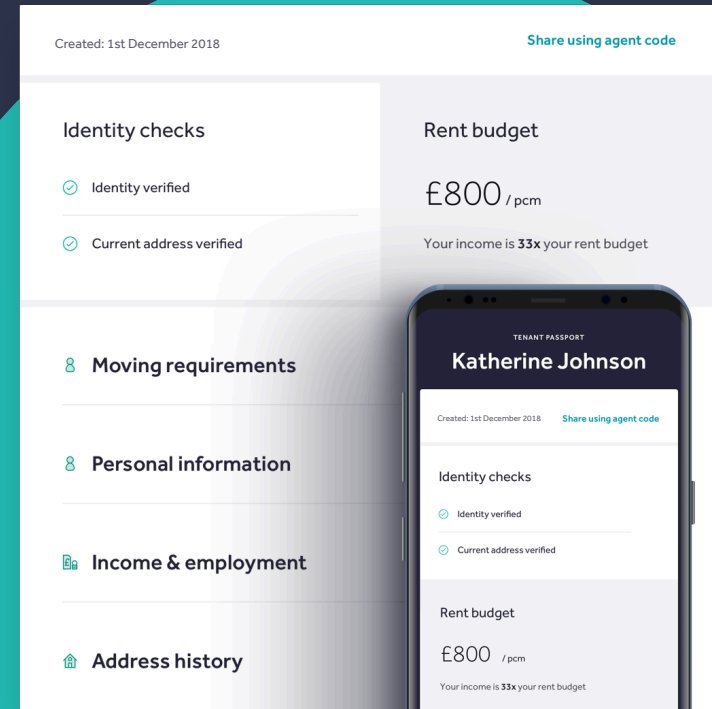 Created: 1st December 2018
Share using agent code
Identity checks
Identity verified
Current address verified
Rent budget
£800 / pcm
Your income is 33x your rent budget
Moving requirements
Personal information
Income & employment
Address history
TENANT PASSPORT
Katherine Johnson
Created: 1st December 2018
Share using agent code
Identity checks
Identity verified
Current address verified
Rent budget
£800 / pcm
Your income is 33x your rent budget